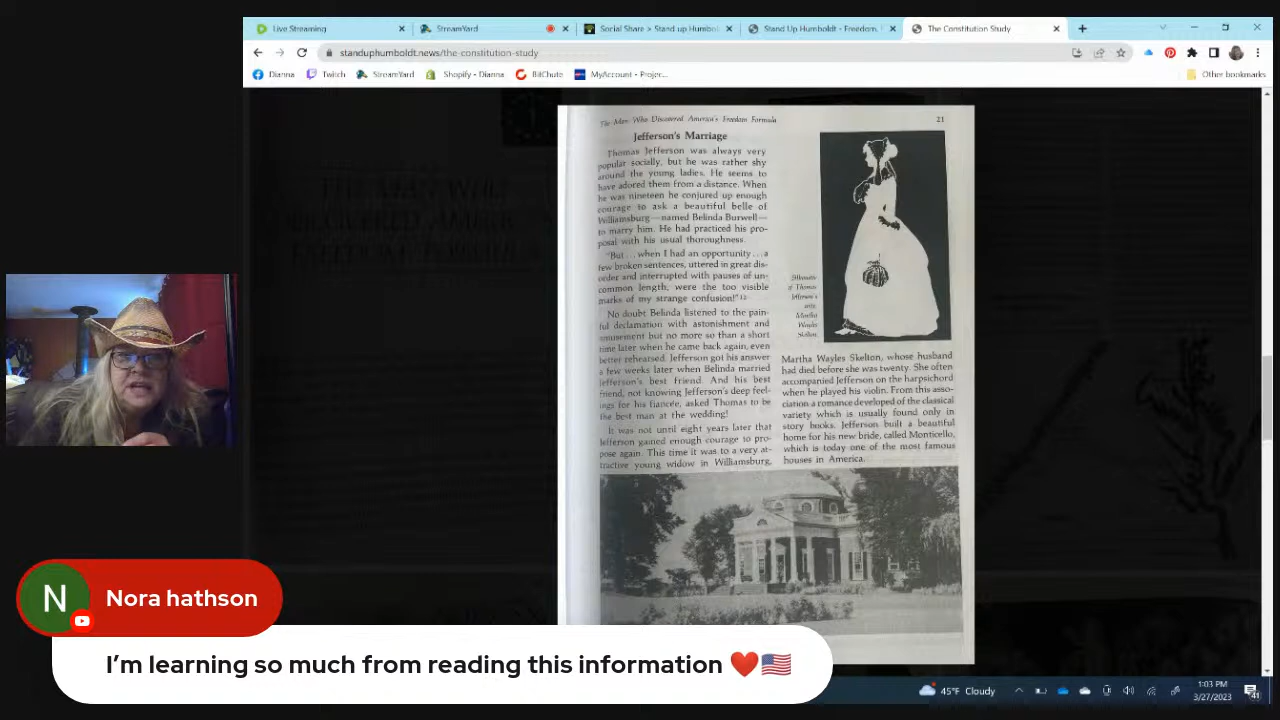 Live Streaming
StreamYard
Social Share > Stand up Humbol
Stand Up Humboldt - Freedom,
The Constitution Study
standuphumboldt.news/the-constitution-study
Dianna
Twitch
StreamYard
Shopify - Dianna
BitChute
MyAccount - Projec...
Other bookmarks
The Man Who Discovered America's Freedom Formula
21
Jefferson's Marriage
Thomas Jefferson was always very
popular socially, but he was rather shy
around the young ladies. He seems to
have adored them from a distance. When
he was nineteen he conjured up enough
courage to ask a beautiful belle of
Williamsburg—named Belinda Burwell—
to marry him. He had practiced his pro-
posal with his usual thoroughness.
"But . . . when I had an opportunity . . . a
few broken sentences, uttered in great dis-
order and interrupted with pauses of un-
common length, were the too visible
marks of my strange confusion!"
No doubt Belinda listened to the pain-
ful declamation with astonishment and
amusement but no more so than a short
time later when he came back again, even
better rehearsed. Jefferson got his answer
a few weeks later when Belinda married
Jefferson's best friend. And his best
friend, not knowing Jefferson's deep feel-
ings for his fiancée, asked Thomas to be
the best man at the wedding!
It was not until eight years later that
Jefferson gained enough courage to pro-
pose again. This time it was to a very at-
tractive young widow in Williamsburg,
Silhouette
of Thomas
Jefferson's
wife,
Martha
Wayles
Skelton.
Martha Wayles Skelton, whose husband
had died before she was twenty. She often
accompanied Jefferson on the harpsichord
when he played his violin. From this asso-
ciation a romance developed of the classical
variety which is usually found only in
story books. Jefferson built a beautiful
home for his new bride, called Monticello,
which is today one of the most famous
houses in America.
N
Nora hathson
I'm learning so much from reading this information ❤️🇺🇸
45°F Cloudy
1:03 PM
3/27/2023
41